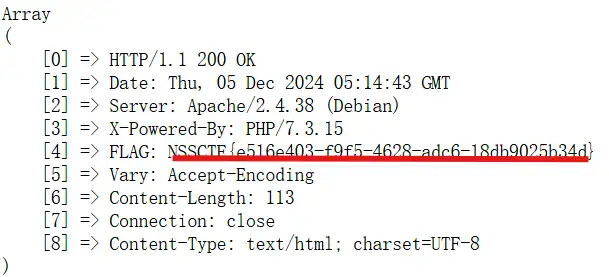 Array
(
[0] => HTTP/1.1 200 OK
[1] => Date: Thu, 05 Dec 2024 05:14:43 GMT
[2] => Server: Apache/2.4.38 (Debian)
[3] => X-Powered-By: PHP/7.3.15
[4] => FLAG: NSSCTF{e516e403-f9f5-4628-adc6-18db9025b34d}
[5] => Vary: Accept-Encoding
[6] => Content-Length: 113
[7] => Connection: close
[8] => Content-Type: text/html; charset=UTF-8
)